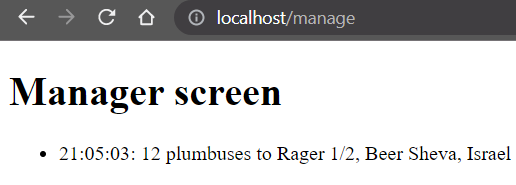 localhost/manage
Manager screen
• 21:05:03: 12 plumbuses to Rager 1/2, Beer Sheva, Israel